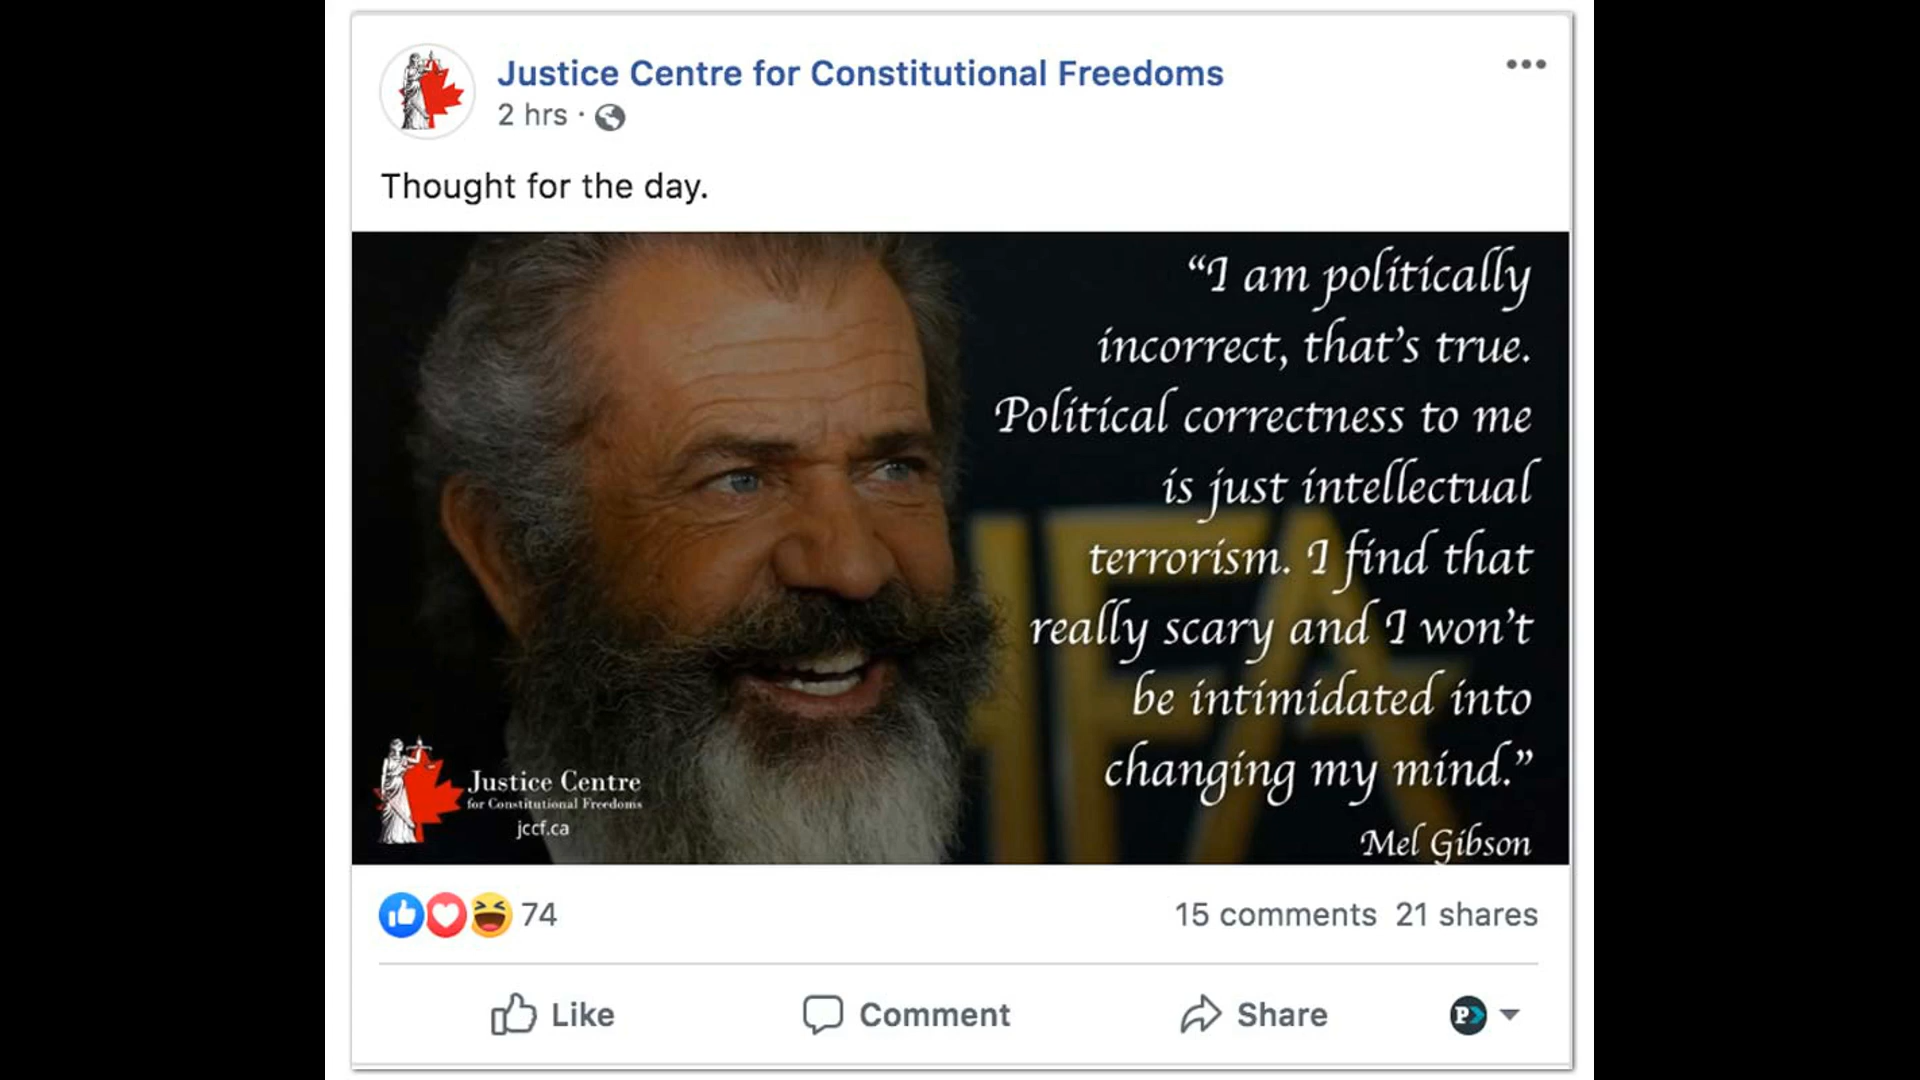 Justice Centre for Constitutional Freedoms
2 hrs ·
Thought for the day.
“I am politically
incorrect, that’s true.
Political correctness to me
is just intellectual
terrorism. I find that
really scary and I won’t
be intimidated into
changing my mind.”
Mel Gibson
Justice Centre
for Constitutional Freedoms
jccf.ca
74
15 comments 21 shares
Like Comment Share P